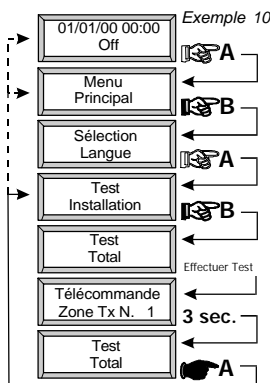 Exemple 10
01/01/00 00:00
Off
A
Menu
Principal
B
Sélection
Langue
A
Test
Installation
B
Test
Total
Effectuer Test
Télécommande
Zone Tx N. 1
3 sec.
Test
Total
A